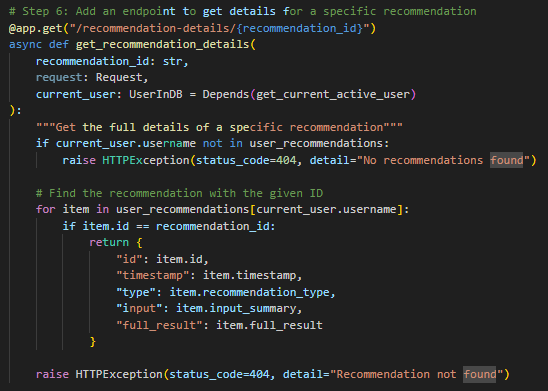 # Step 6: Add an endpoint to get details for a specific recommendation
@app.get("/recommendation-details/{recommendation_id}")
async def get_recommendation_details(
    recommendation_id: str,
    request: Request,
    current_user: UserInDB = Depends(get_current_active_user)
):
    """Get the full details of a specific recommendation"""
    if current_user.username not in user_recommendations:
        raise HTTPException(status_code=404, detail="No recommendations found")

    # Find the recommendation with the given ID
    for item in user_recommendations[current_user.username]:
        if item.id == recommendation_id:
            return {
                "id": item.id,
                "timestamp": item.timestamp,
                "type": item.recommendation_type,
                "input": item.input_summary,
                "full_result": item.full_result
            }

    raise HTTPException(status_code=404, detail="Recommendation not found")